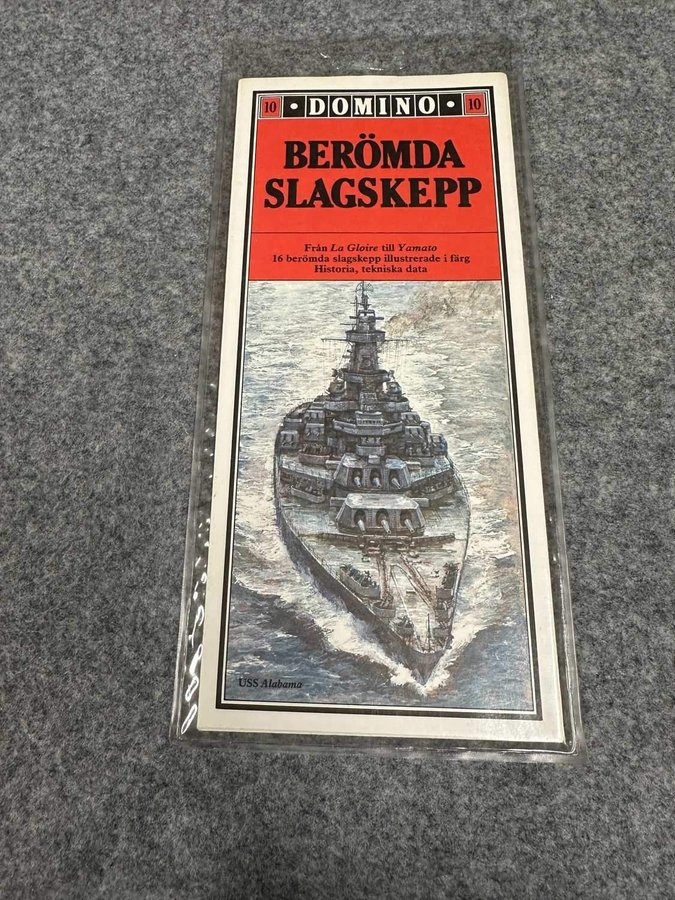 10 • DOMINO • 10
BERÖMDA
SLAGSKEPP
Från La Gloire till Yamato
16 berömda slagskepp illustrerade i färg
Historia, tekniska data
USS Alabama